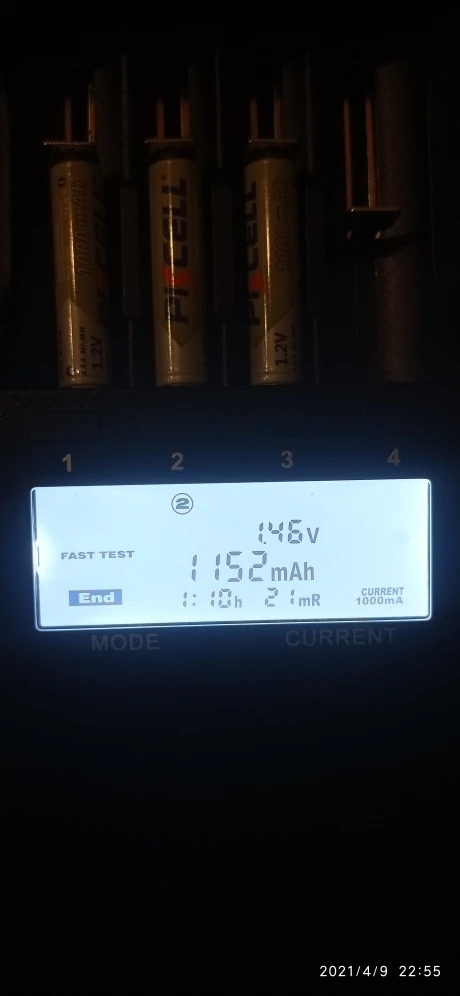 1.2V
PKCELL
PKCELL
1.2V
1 2 3 4
2
1.46V
FAST TEST
1152mAh
End 1:10h 21mR CURRENT 1000mA
MODE CURRENT
2021/4/9 22:55